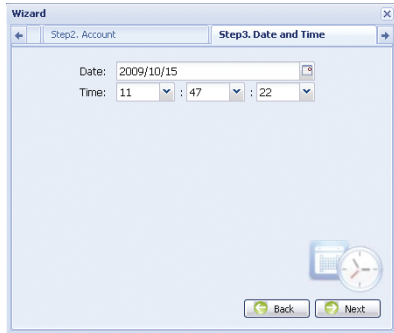 Wizard
Step2. Account
Step3. Date and Time
Date: 2009/10/15
Time: 11 : 47 : 22
Back
Next